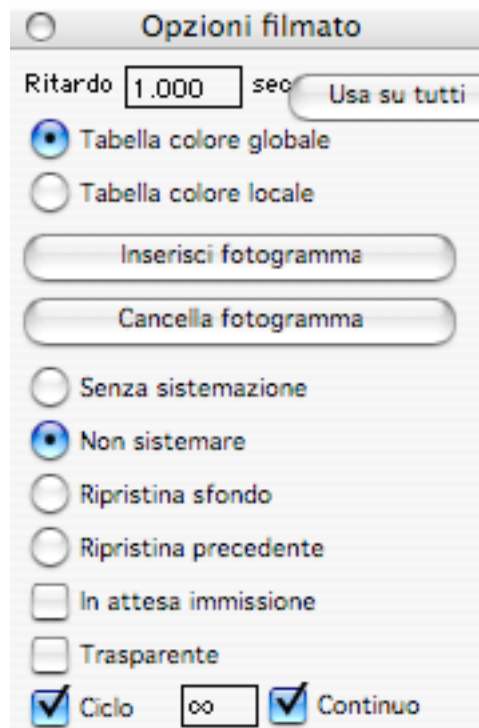 Opzioni filmato
Ritardo 1.000 sec Usa su tutti
Tabella colore globale
Tabella colore locale
Inserisci fotogramma
Cancella fotogramma
Senza sistemazione
Non sistemare
Ripristina sfondo
Ripristina precedente
In attesa immissione
Trasparente
Ciclo ∞ Continuo